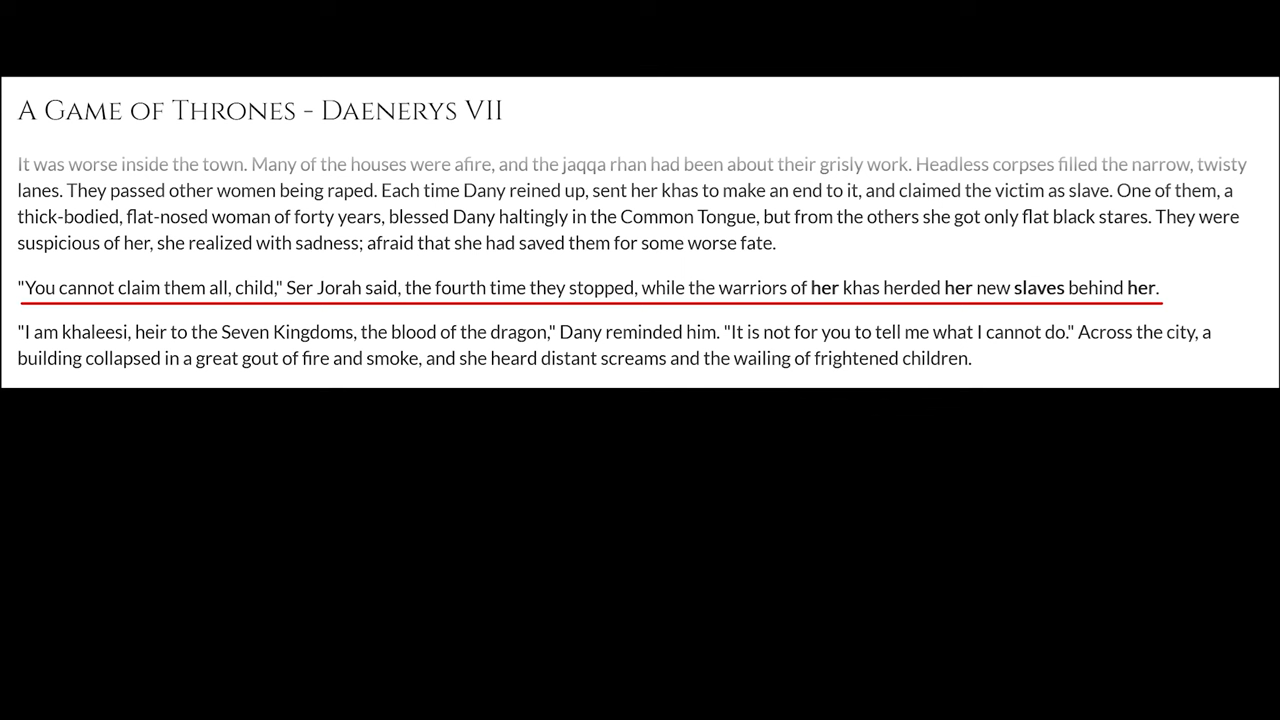 A Game of Thrones - Daenerys VII
It was worse inside the town. Many of the houses were afire, and the jaqqa rhan had been about their grisly work. Headless corpses filled the narrow, twisty
lanes. They passed other women being raped. Each time Dany reined up, sent her khas to make an end to it, and claimed the victim as slave. One of them, a
thick-bodied, flat-nosed woman of forty years, blessed Dany haltingly in the Common Tongue, but from the others she got only flat black stares. They were
suspicious of her, she realized with sadness; afraid that she had saved them for some worse fate.
"You cannot claim them all, child," Ser Jorah said, the fourth time they stopped, while the warriors of her khas herded her new slaves behind her.
"I am khaleesi, heir to the Seven Kingdoms, the blood of the dragon," Dany reminded him. "It is not for you to tell me what I cannot do." Across the city, a
building collapsed in a great gout of fire and smoke, and she heard distant screams and the wailing of frightened children.